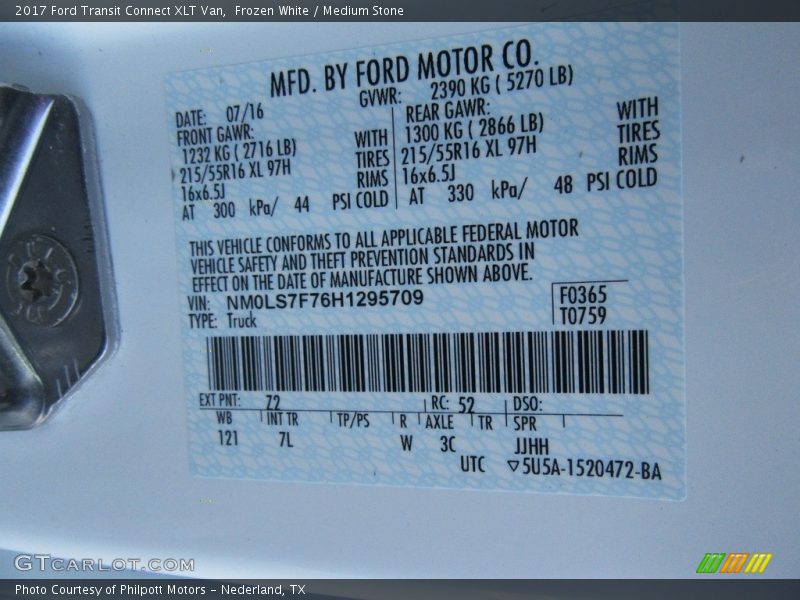 2017 Ford Transit Connect XLT Van, Frozen White / Medium Stone
MFD. BY FORD MOTOR CO.
DATE: 07/16
GVWR: 2390 KG ( 5270 LB)
FRONT GAWR:
1232 KG ( 2716 LB)
215/55R16 XL 97H
16x6.5J
WITH
TIRES
RIMS
AT 300 kPa/ 44 PSI COLD
REAR GAWR:
1300 KG ( 2866 LB)
215/55R16 XL 97H
16x6.5J
WITH
TIRES
RIMS
AT 330 kPa/ 48 PSI COLD
THIS VEHICLE CONFORMS TO ALL APPLICABLE FEDERAL MOTOR
VEHICLE SAFETY AND THEFT PREVENTION STANDARDS IN
EFFECT ON THE DATE OF MANUFACTURE SHOWN ABOVE.
VIN: NM0LS7F76H1295709
TYPE: Truck
F0365
T0759
EXT PNT: Z2 RC: 52 DSO:
WB INT TR TP/PS R AXLE TR SPR
121 7L W 3C JJHH
UTC ▽5U5A-1520472-BA
GTCARLOT.COM
Photo Courtesy of Philpott Motors – Nederland, TX